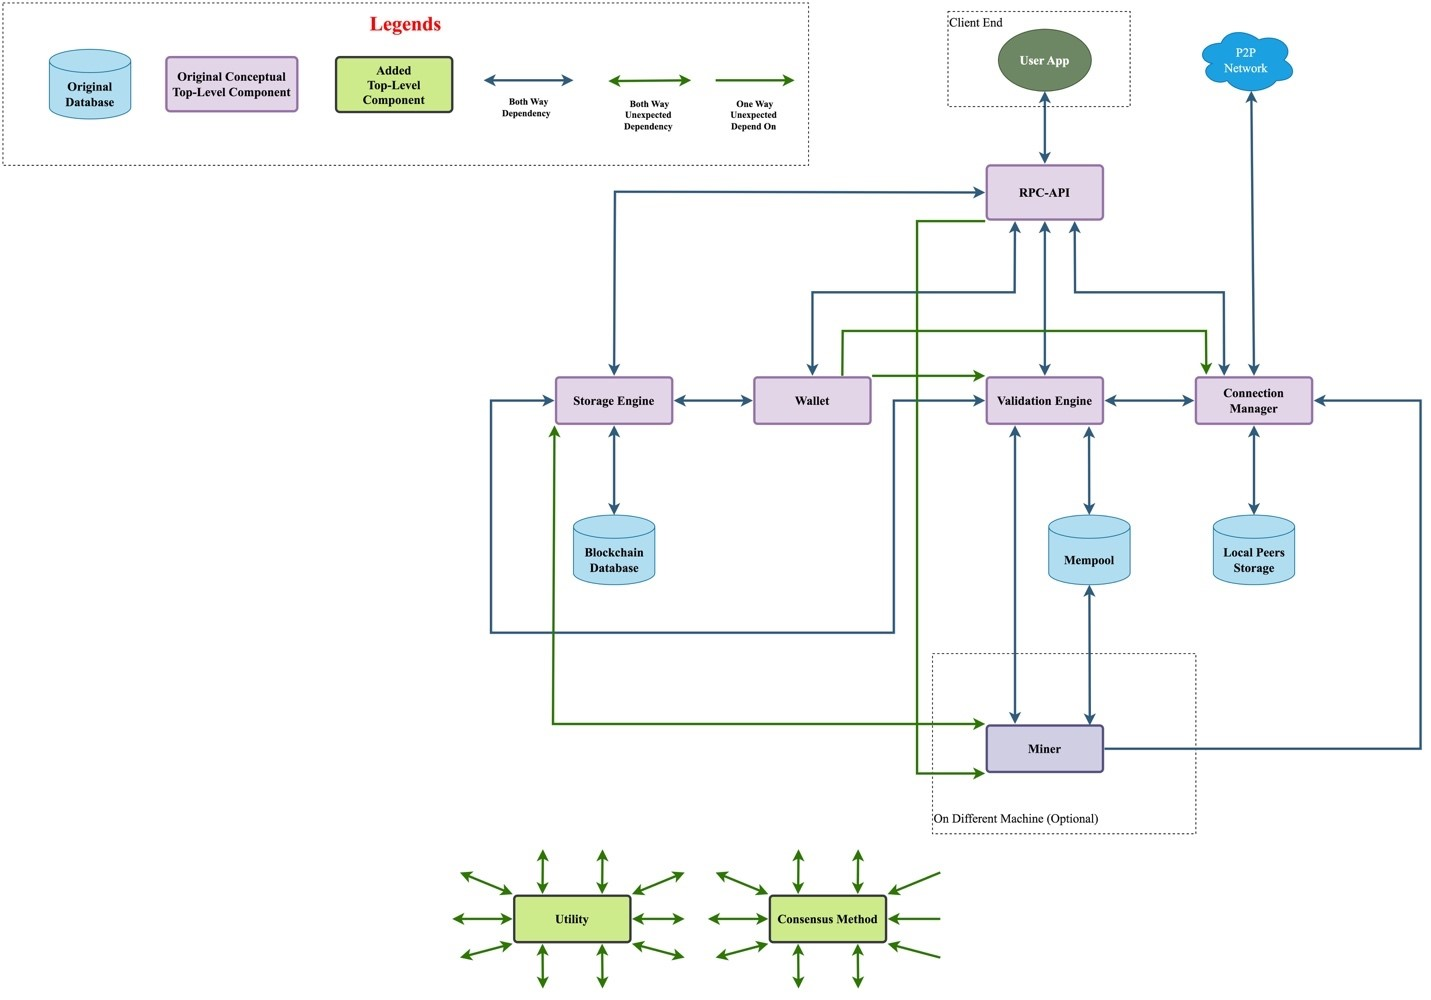 Legends
Original
Database
Original Conceptual
Top-Level Component
Added
Top-Level
Component
Both Way
Dependency
Both Way
Unexpected
Dependency
One Way
Unexpected
Depend On
Client End
User App
P2P
Network
RPC-API
Storage Engine
Wallet
Validation Engine
Connection
Manager
Blockchain
Database
Mempool
Local Peers
Storage
Miner
On Different Machine (Optional)
Utility
Consensus Method